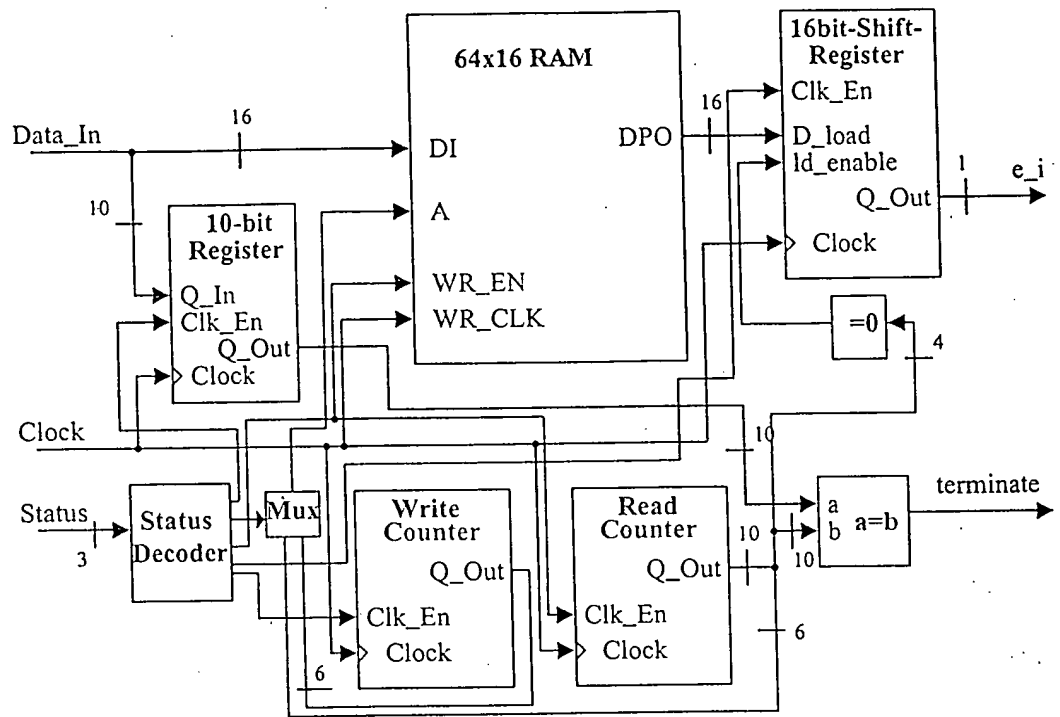 64x16 RAM
DI
A
WR_EN
WR_CLK
DPO
16bit-Shift-
Register
Clk_En
D_load
ld_enable
Q_Out
Clock
16
1
e_i
Data_In
16
10
10-bit
Register
Q_In
Clk_En
Q_Out
Clock
=0
4
Clock
10
Status
3
Status
Decoder
Mux
Write
Counter
Q_Out
Clk_En
Clock
6
Read
Counter
Q_Out
Clk_En
Clock
10
10
6
a
b
a=b
terminate